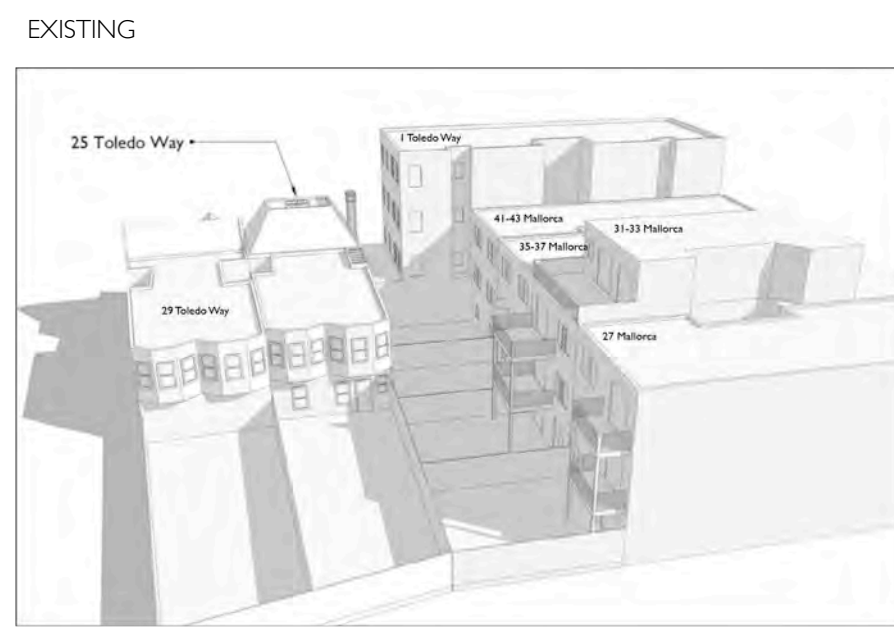 EXISTING
25 Toledo Way
1 Toledo Way
41-43 Mallorca
31-33 Mallorca
35-37 Mallorca
29 Toledo Way
27 Mallorca